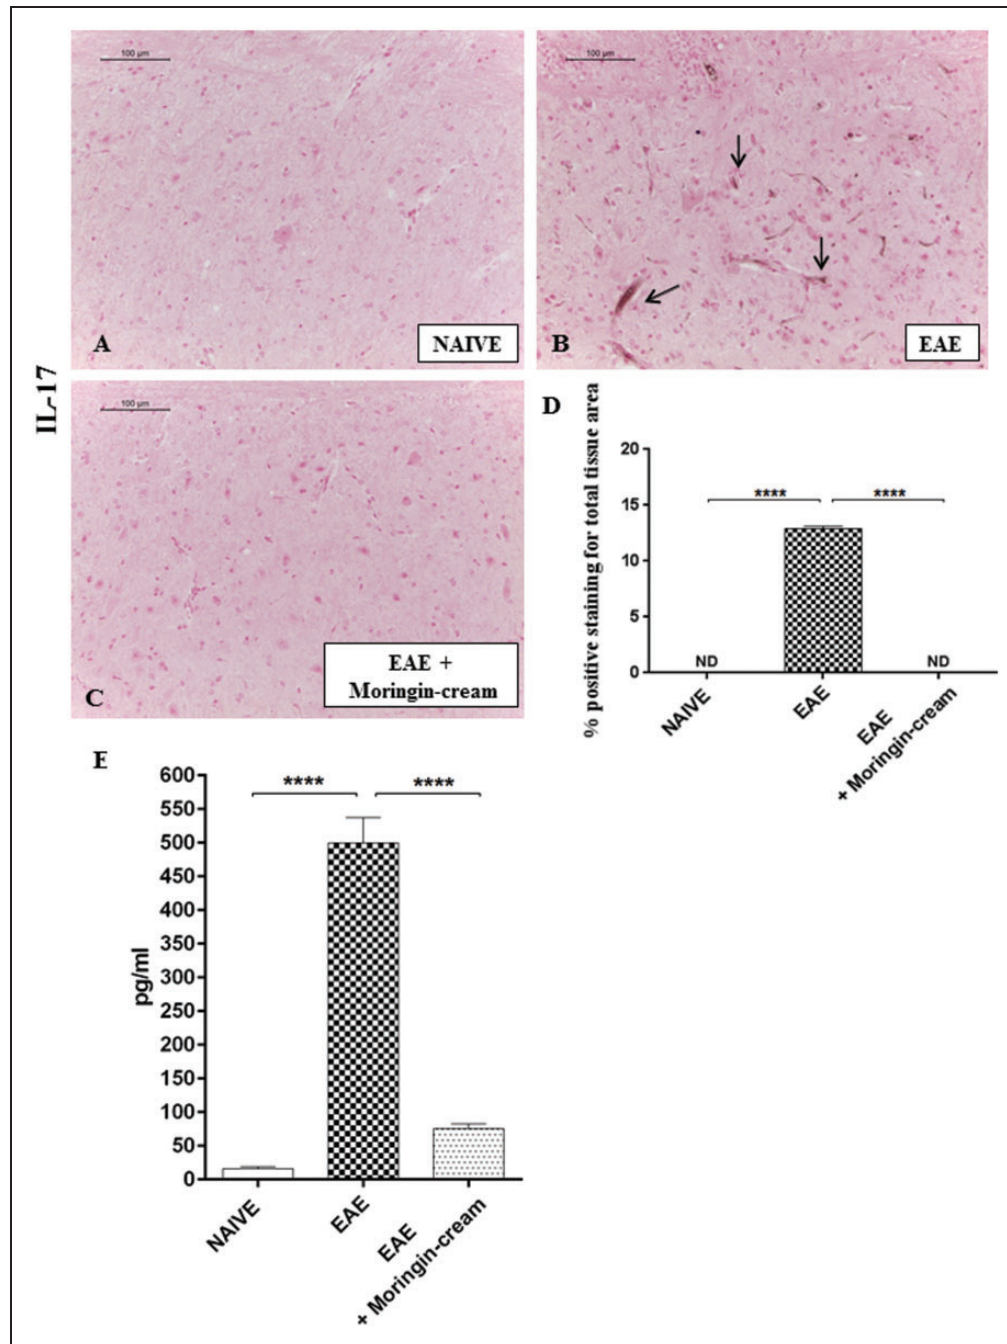 IL-17
100 µm
A
NAIVE
100 µm
B
EAE
100 µm
C
EAE +
Moringin-cream
D
% positive staining for total tissue area
20
15
10
5
0
****
****
ND
ND
NAIVE
EAE
EAE
+ Moringin-cream
E
pg/ml
600
550
500
450
400
350
300
250
200
150
100
50
0
****
****
NAIVE
EAE
EAE
+ Moringin-cream